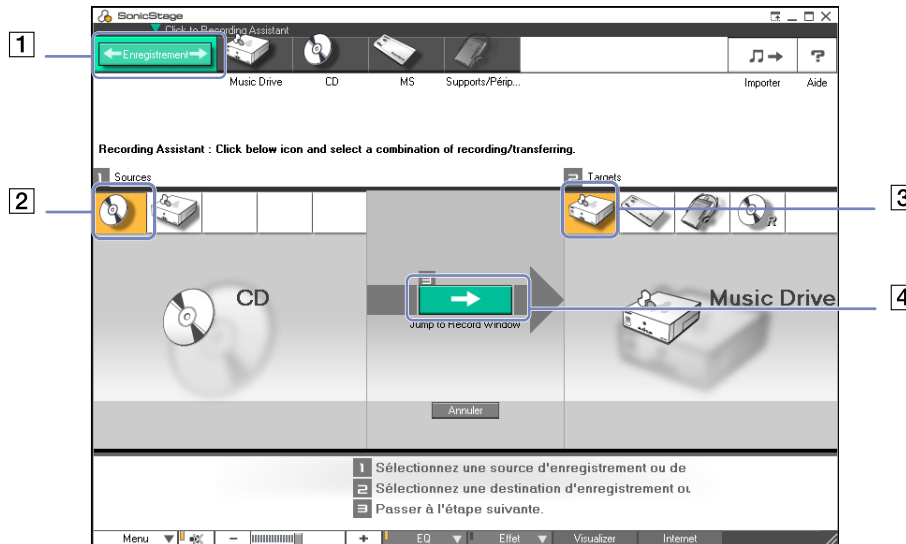 SonicStage
Click to Recording Assistant
1
Enregistrement
Music Drive CD MS Supports/Périp... Importer Aide
Recording Assistant : Click below icon and select a combination of recording/transferring.
1 Sources 2 Targets
2
3
R
CD
3
Music Drive
4
Jump to Record Window
Annuler
1 Sélectionnez une source d'enregistrement ou de
2 Sélectionnez une destination d'enregistrement ou
3 Passer à l'étape suivante.
Menu − + EQ Effet Visualizer Internet